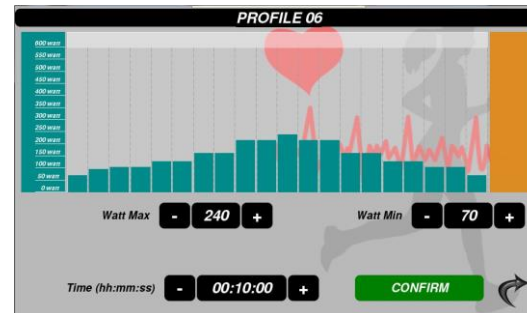 PROFILE 06
600 watt
550 watt
500 watt
450 watt
400 watt
350 watt
300 watt
250 watt
200 watt
150 watt
100 watt
50 watt
0 watt
Watt Max - 240 + Watt Min - 70 +
Time (hh:mm:ss) - 00:10:00 + CONFIRM